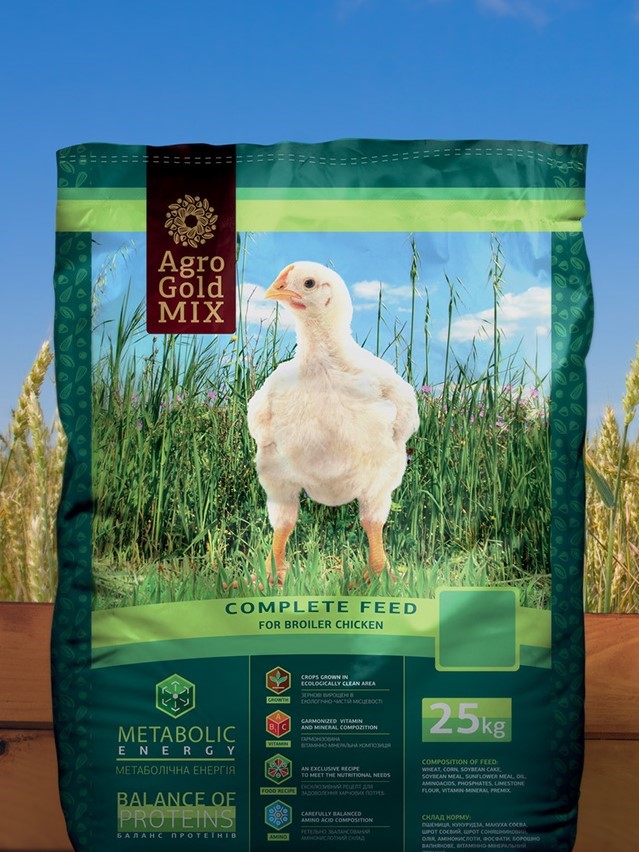 Agro
Gold
MIX
COMPLETE FEED
FOR BROILER CHICKEN
METABOLIC
ENERGY
МЕТАБОЛІЧНА ЕНЕРГІЯ
BALANCE OF
PROTEINS
БАЛАНС ПРОТЕЇНІВ
GROWTH
CROPS GROWN IN
ECOLOGICALLY CLEAN AREA
ЗЕРНОВІ ВИРОЩЕНІ В
ЕКОЛОГІЧНО-ЧИСТІЙ МІСЦЕВОСТІ
A B C
VITAMIN
GARMONIZED VITAMIN
AND MINERAL COMPOZITION
ГАРМОНІЗОВАНА
ВІТАМІННО-МІНЕРАЛЬНА КОМПОЗИЦІЯ
FOOD RECIPE
AN EXCLUSIVE RECIPE
TO MEET THE NUTRITIONAL NEEDS
ЕКСКЛЮЗИВНИЙ РЕЦЕПТ ДЛЯ
ЗАДОВОЛЕННЯ ХАРЧОВИХ ПОТРЕБ
AMINO
CAREFULLY BALANCED
AMINO ACID COMPOSITION
РЕТЕЛЬНО ЗБАЛАНСОВАНИЙ
АМІНОКИСЛОТНИЙ СКЛАД
25kg
COMPOSITION OF FEED:
WHEAT, CORN, SOYBEAN CAKE,
SOYBEAN MEAL, SUNFLOWER MEAL, OIL,
AMINOACIDS, PHOSPHATES, LIMESTONE
FLOUR, VITAMIN-MINERAL PREMIX.
СКЛАД КОРМУ:
ПШЕНИЦЯ, КУКУРУДЗА, МАКУХА СОЄВА,
ШРОТ СОЄВИЙ, ШРОТ СОНЯШНИКОВИЙ,
ОЛІЯ, АМІНОКИСЛОТИ, ФОСФАТИ, БОРОШНО
ВАПНЯКОВЕ, ВІТАМІННО-МІНЕРАЛЬНИЙ